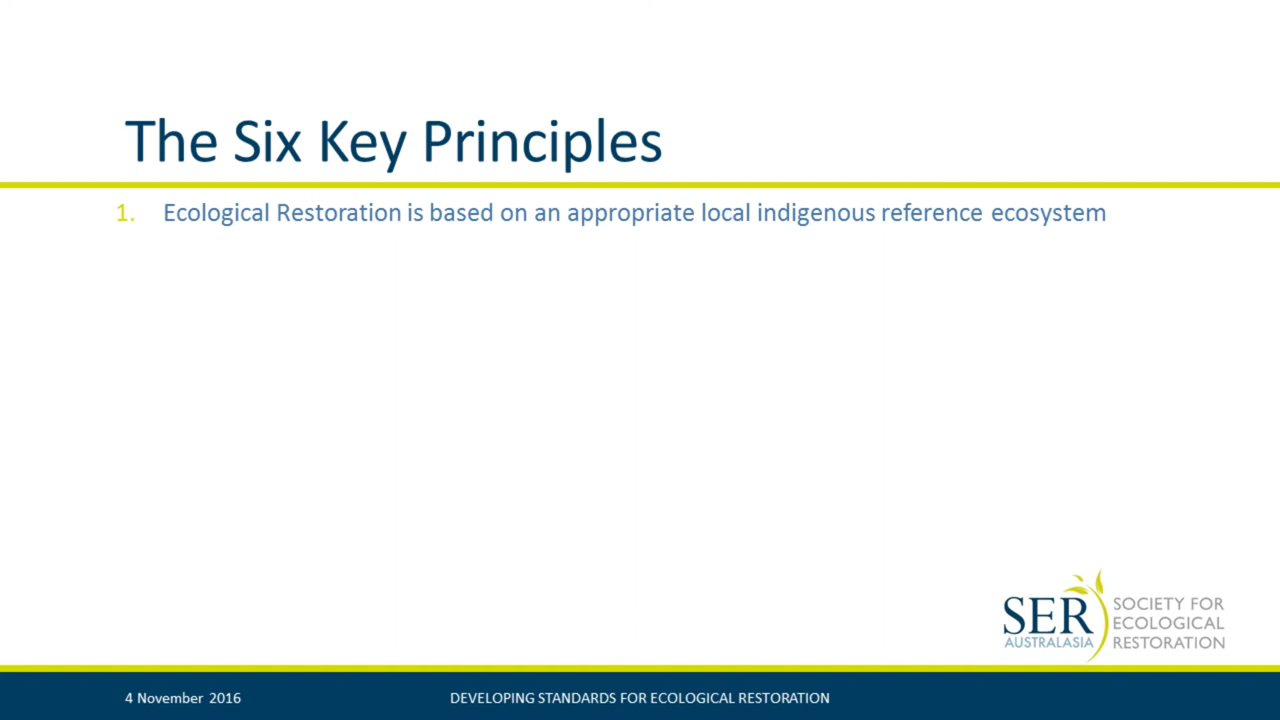 The Six Key Principles
1. Ecological Restoration is based on an appropriate local indigenous reference ecosystem
SER
AUSTRALASIA
SOCIETY FOR
ECOLOGICAL
RESTORATION
4 November 2016
DEVELOPING STANDARDS FOR ECOLOGICAL RESTORATION